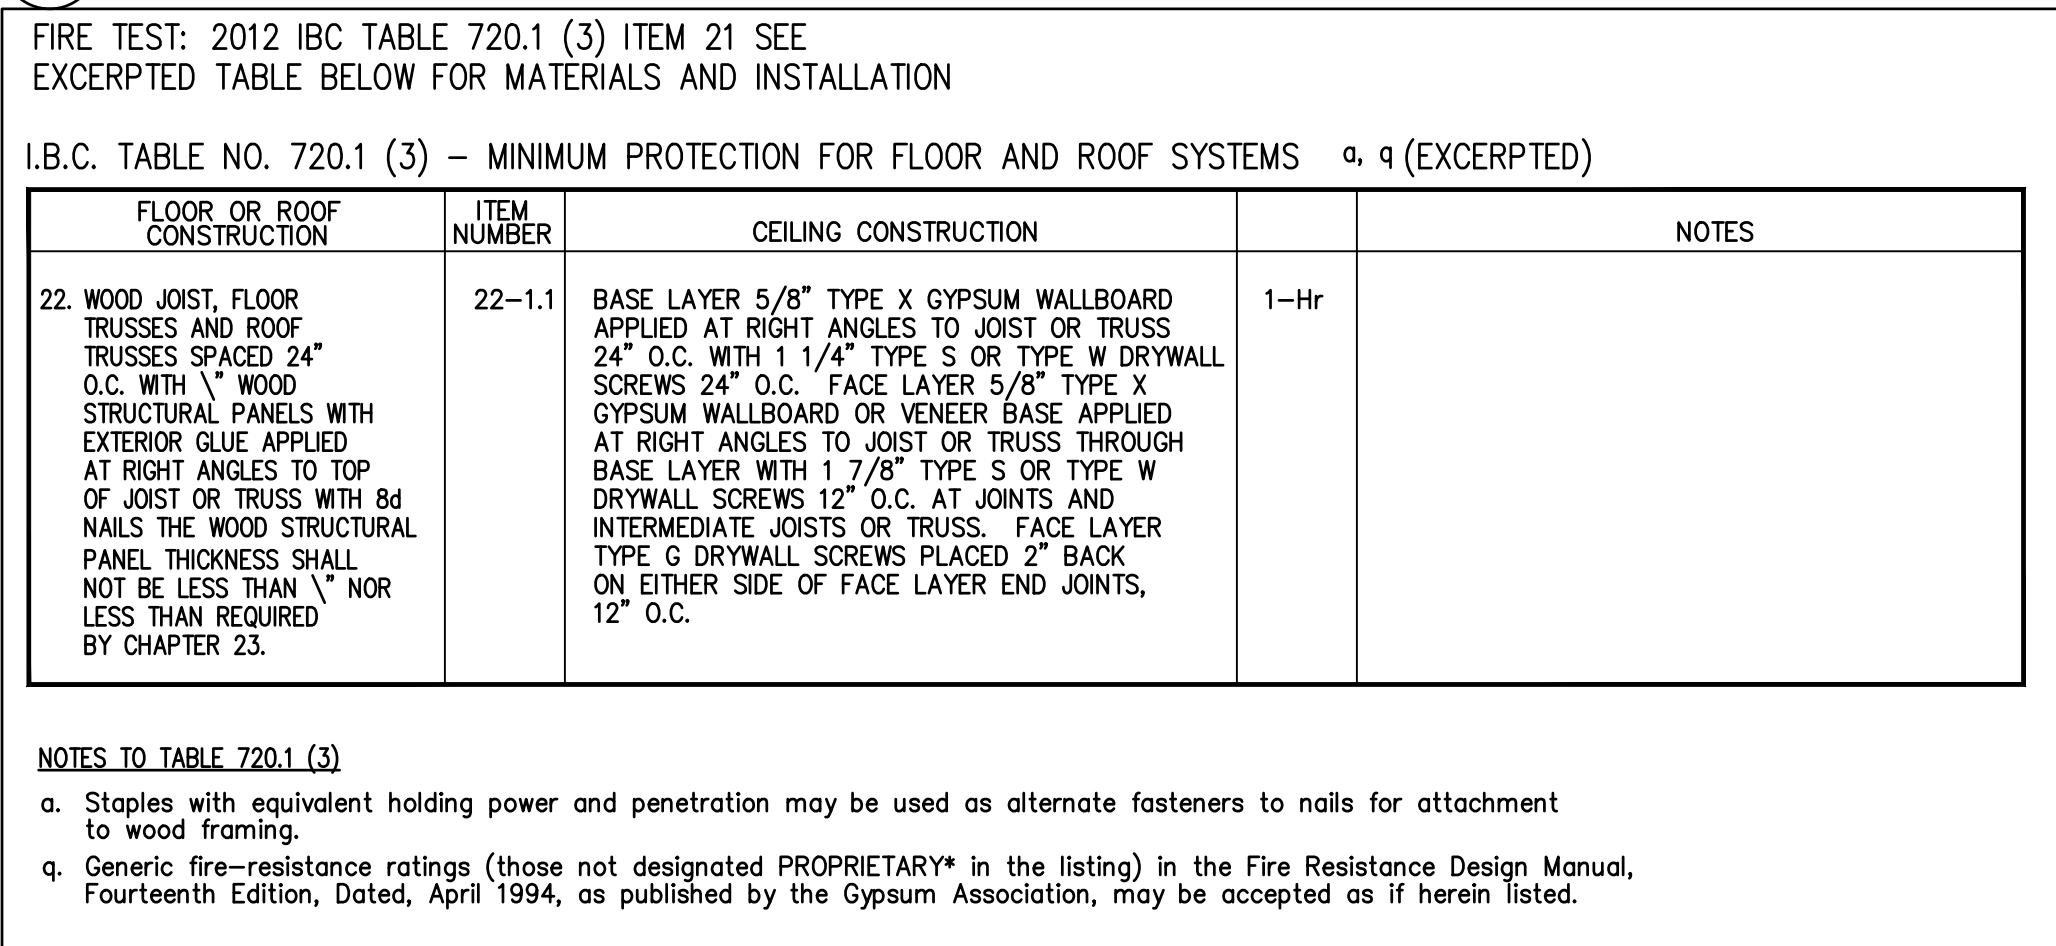 FIRE TEST: 2012 IBC TABLE 720.1 (3) ITEM 21 SEE
EXCERPTED TABLE BELOW FOR MATERIALS AND INSTALLATION
I.B.C. TABLE NO. 720.1 (3) – MINIMUM PROTECTION FOR FLOOR AND ROOF SYSTEMS a, q (EXCERPTED)
FLOOR OR ROOF
CONSTRUCTION
ITEM
NUMBER
CEILING CONSTRUCTION
NOTES
22. WOOD JOIST, FLOOR
TRUSSES AND ROOF
TRUSSES SPACED 24"
O.C. WITH \" WOOD
STRUCTURAL PANELS WITH
EXTERIOR GLUE APPLIED
AT RIGHT ANGLES TO TOP
OF JOIST OR TRUSS WITH 8d
NAILS THE WOOD STRUCTURAL
PANEL THICKNESS SHALL
NOT BE LESS THAN \" NOR
LESS THAN REQUIRED
BY CHAPTER 23.
22–1.1
BASE LAYER 5/8" TYPE X GYPSUM WALLBOARD
APPLIED AT RIGHT ANGLES TO JOIST OR TRUSS
24" O.C. WITH 1 1/4" TYPE S OR TYPE W DRYWALL
SCREWS 24" O.C. FACE LAYER 5/8" TYPE X
GYPSUM WALLBOARD OR VENEER BASE APPLIED
AT RIGHT ANGLES TO JOIST OR TRUSS THROUGH
BASE LAYER WITH 1 7/8" TYPE S OR TYPE W
DRYWALL SCREWS 12" O.C. AT JOINTS AND
INTERMEDIATE JOISTS OR TRUSS. FACE LAYER
TYPE G DRYWALL SCREWS PLACED 2" BACK
ON EITHER SIDE OF FACE LAYER END JOINTS,
12" O.C.
1–Hr
NOTES TO TABLE 720.1 (3)
a. Staples with equivalent holding power and penetration may be used as alternate fasteners to nails for attachment
to wood framing.
q. Generic fire–resistance ratings (those not designated PROPRIETARY* in the listing) in the Fire Resistance Design Manual,
Fourteenth Edition, Dated, April 1994, as published by the Gypsum Association, may be accepted as if herein listed.